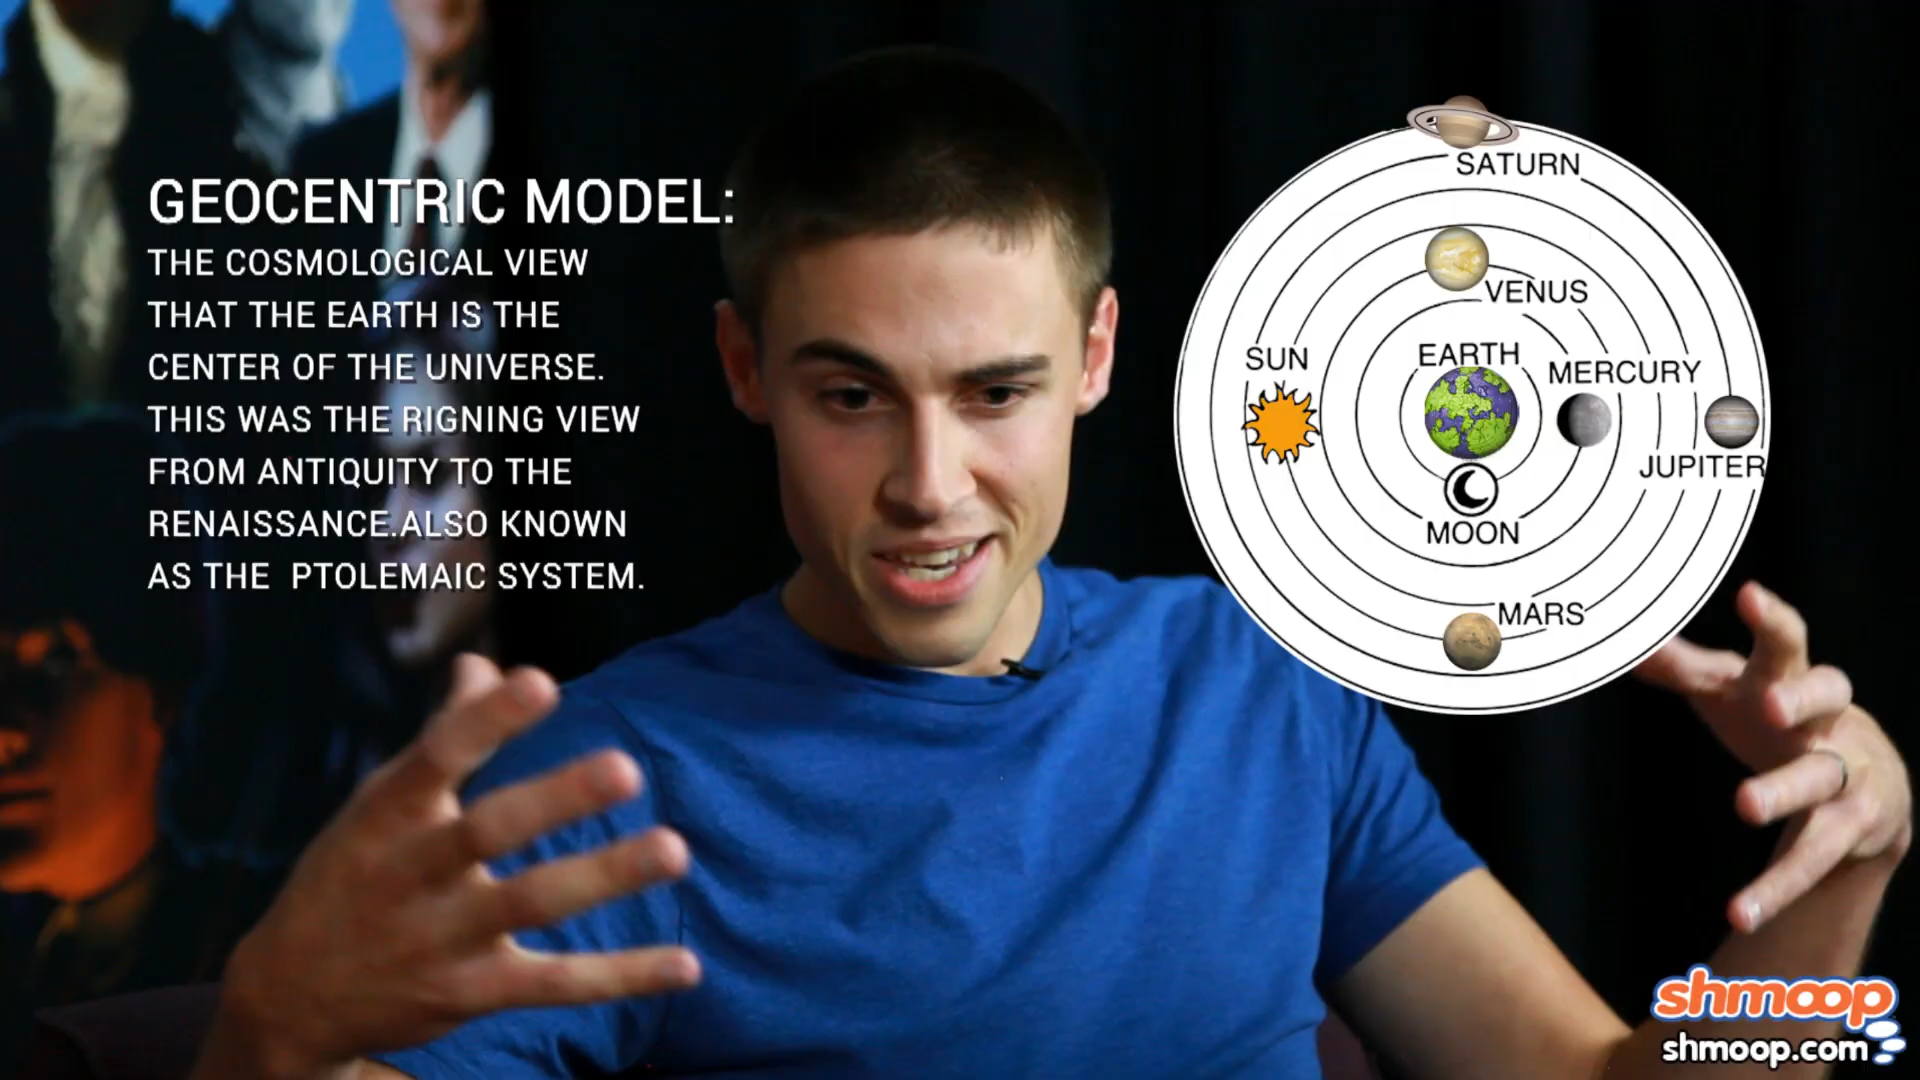 GEOCENTRIC MODEL:
THE COSMOLOGICAL VIEW
THAT THE EARTH IS THE
CENTER OF THE UNIVERSE.
THIS WAS THE RIGNING VIEW
FROM ANTIQUITY TO THE
RENAISSANCE.ALSO KNOWN
AS THE  PTOLEMAIC SYSTEM.
SATURN
VENUS
SUN
EARTH
MERCURY
JUPITER
MOON
MARS
shmoop
shmoop.com